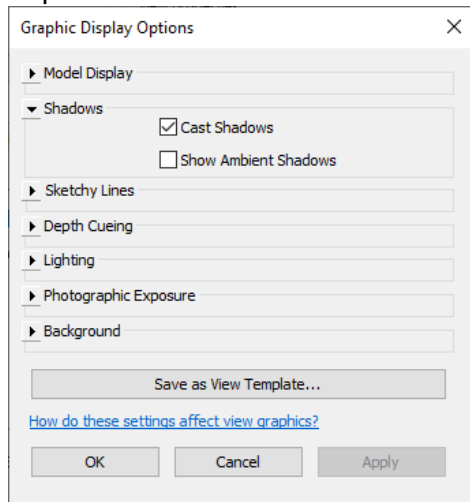 Graphic Display Options
Model Display
Shadows
Cast Shadows
Show Ambient Shadows
Sketchy Lines
Depth Cueing
Lighting
Photographic Exposure
Background
Save as View Template...
How do these settings affect view graphics?
OK Cancel Apply